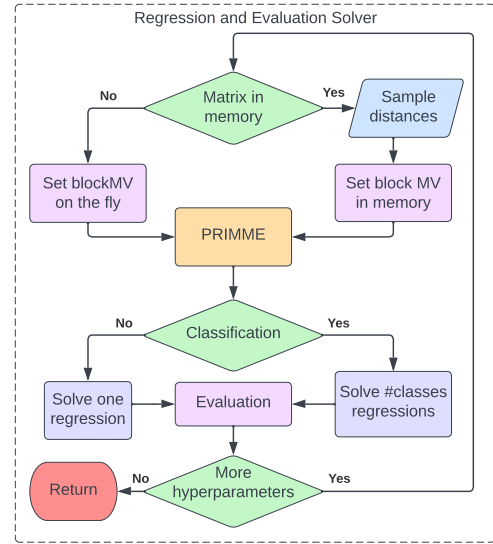 Regression and Evaluation Solver
No
Matrix in
memory
Yes
Sample
distances
Set blockMV
on the fly
Set block MV
in memory
PRIMME
No
Classification
Yes
Solve one
regression
Evaluation
Solve #classes
regressions
Return
No
More
hyperparameters
Yes